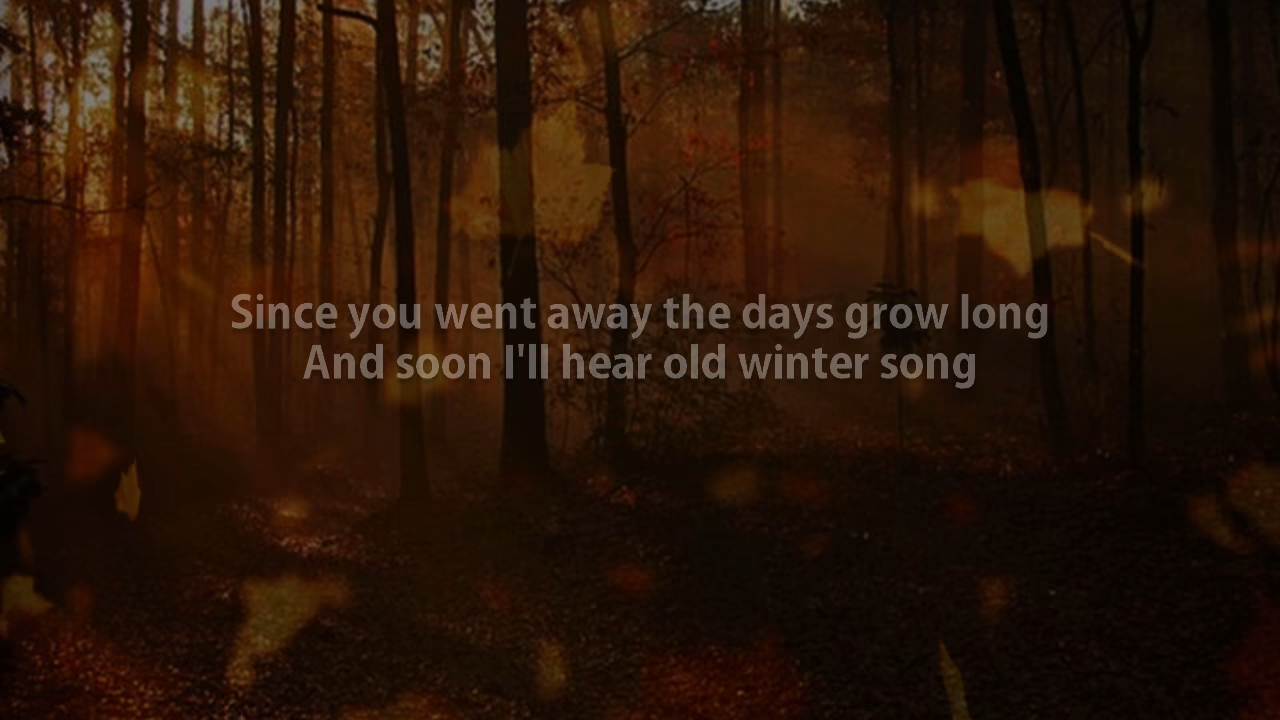 Since you went away the days grow long
And soon I'll hear old winter song